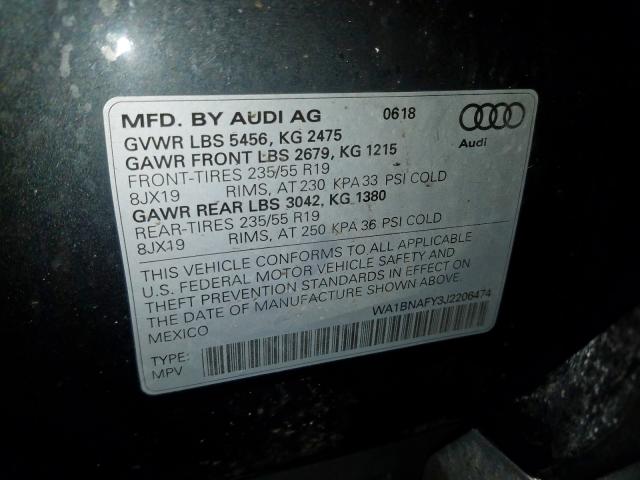 MFD. BY AUDI AG 0618
GVWR LBS 5456, KG 2475
GAWR FRONT LBS 2679, KG 1215
FRONT-TIRES 235/55 R19
8JX19 RIMS, AT 230 KPA 33 PSI COLD
GAWR REAR LBS 3042, KG 1380
REAR-TIRES 235/55 R19
8JX19 RIMS, AT 250 KPA 36 PSI COLD
Audi
THIS VEHICLE CONFORMS TO ALL APPLICABLE
U.S. FEDERAL MOTOR VEHICLE SAFETY AND
THEFT PREVENTION STANDARDS IN EFFECT ON
THE DATE OF MANUFACTURE SHOWN ABOVE.
MEXICO WA1BNAFY3J2206474
TYPE:
MPV